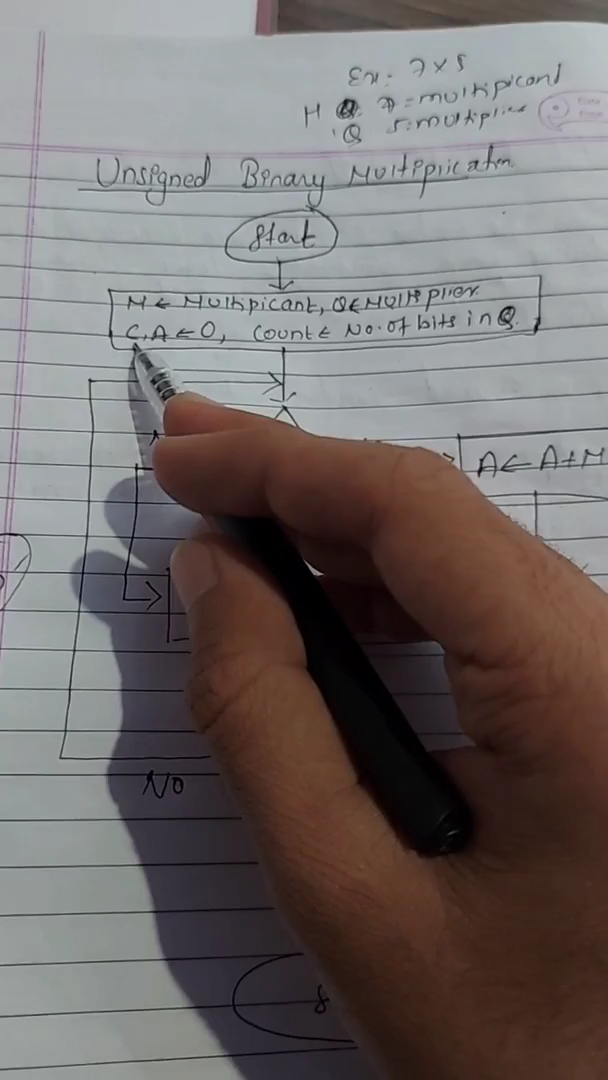 Ex:- 7 x 5
M 7 = multipicand
Q 5 = multiplier
Unsigned Binary Multiplication
Start
M ← Multipicant, Q ← Multiplier
C, A ← 0, Count ← No. of bits in Q.
A ← A + M
No
S